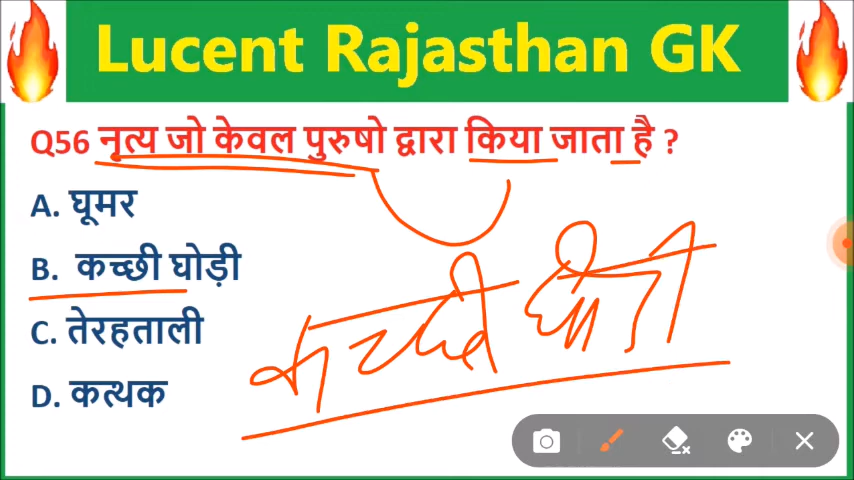 Lucent Rajasthan GK
Q56 नृत्य जो केवल पुरुषो द्वारा किया जाता है ?
A. घूमर
B. कच्छी घोड़ी
C. तेरहताली
D. कत्थक
कच्छी घोड़ी